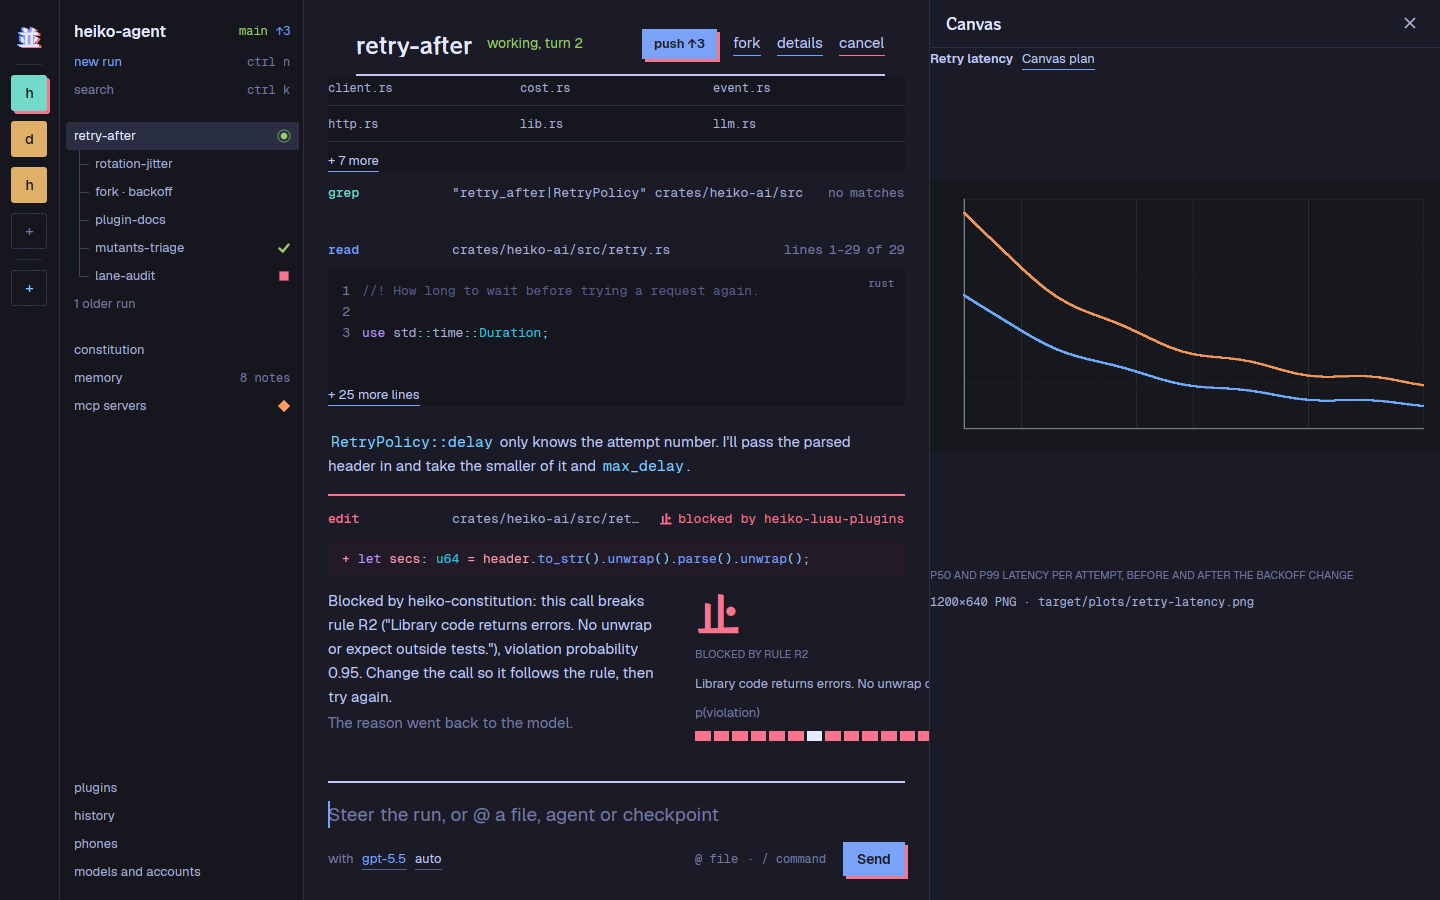 heiko-agent main ↑3
new run ctrl n
search ctrl k
h
d
h
+
+
retry-after
rotation-jitter
fork · backoff
plugin-docs
mutants-triage
lane-audit
1 older run
constitution
memory 8 notes
mcp servers
plugins
history
phones
models and accounts
retry-after working, turn 2 push ↑3 fork details cancel
client.rs cost.rs event.rs
http.rs lib.rs llm.rs
+ 7 more
grep "retry_after|RetryPolicy" crates/heiko-ai/src no matches
read crates/heiko-ai/src/retry.rs lines 1–29 of 29
rust
1 //! How long to wait before trying a request again.
2
3 use std::time::Duration;
+ 25 more lines
RetryPolicy::delay only knows the attempt number. I'll pass the parsed
header in and take the smaller of it and max_delay.
edit crates/heiko-ai/src/ret… 止 blocked by heiko-luau-plugins
+ let secs: u64 = header.to_str().unwrap().parse().unwrap();
Blocked by heiko-constitution: this call breaks
rule R2 ("Library code returns errors. No unwrap
or expect outside tests."), violation probability
0.95. Change the call so it follows the rule, then
try again.
The reason went back to the model.
止
BLOCKED BY RULE R2
Library code returns errors. No unwrap
p(violation)
Steer the run, or @ a file, agent or checkpoint
with gpt-5.5 auto @ file · / command Send
Canvas
Retry latency Canvas plan
P50 AND P99 LATENCY PER ATTEMPT, BEFORE AND AFTER THE BACKOFF CHANGE
1200×640 PNG · target/plots/retry-latency.png